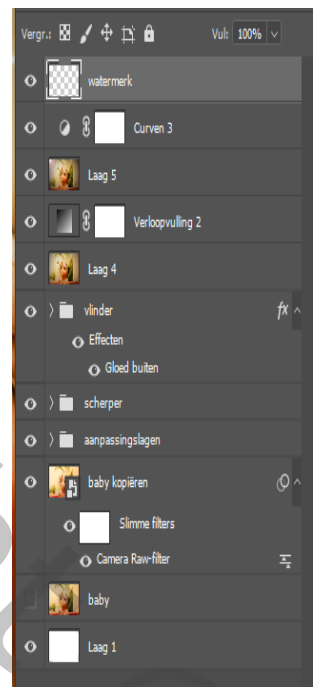 Vergr.: Vul: 100%
watermerk
Curven 3
Laag 5
Verloopvulling 2
Laag 4
vlinder fx
Effecten
Gloed buiten
scherper
aanpassingslagen
baby kopiëren
Slimme filters
Camera Raw-filter
baby
Laag 1